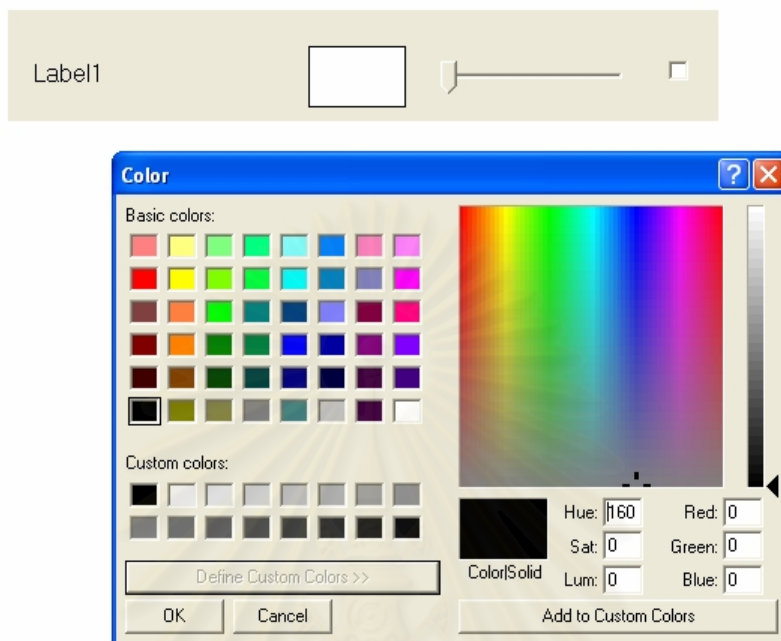 Label1
Color
Basic colors:
Custom colors:
Define Custom Colors >>
OK Cancel
Color|Solid
Hue: 160 Red: 0
Sat: 0 Green: 0
Lum: 0 Blue: 0
Add to Custom Colors